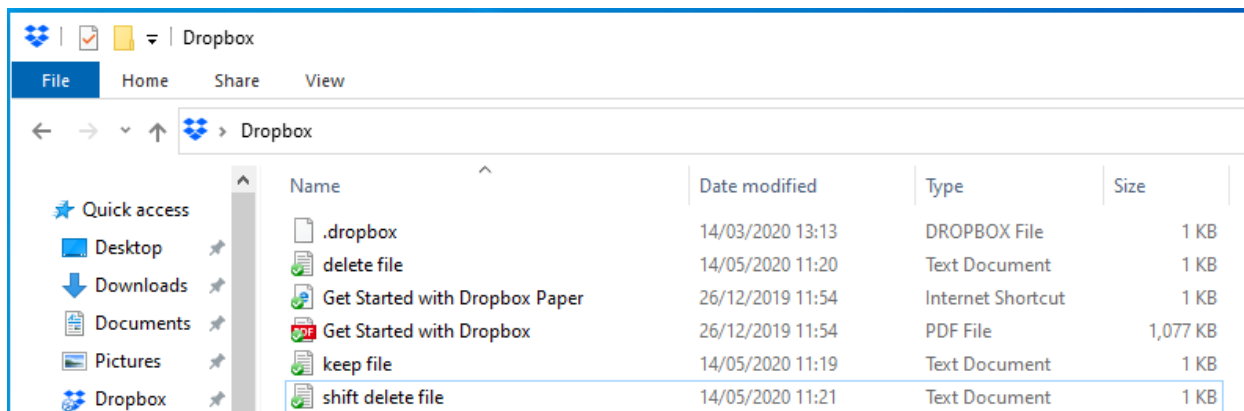 Dropbox
File Home Share View
Dropbox
Name Date modified Type Size
Quick access
Desktop
Downloads
Documents
Pictures
Dropbox
.dropbox 14/03/2020 13:13 DROPBOX File 1 KB
delete file 14/05/2020 11:20 Text Document 1 KB
Get Started with Dropbox Paper 26/12/2019 11:54 Internet Shortcut 1 KB
PDF Get Started with Dropbox 26/12/2019 11:54 PDF File 1,077 KB
keep file 14/05/2020 11:19 Text Document 1 KB
shift delete file 14/05/2020 11:21 Text Document 1 KB